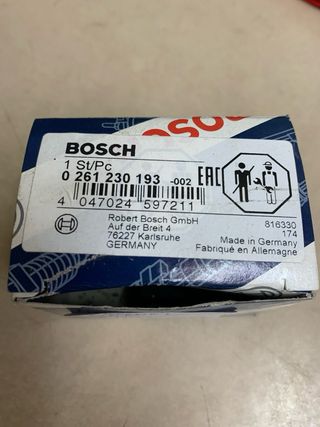 BOSCH
BOSCH
1 St/Pc
0 261 230 193 -002
EAC
4 047024 597211
Robert Bosch GmbH
Auf der Breit 4
76227 Karlsruhe
GERMANY
816330
174
Made in Germany
Fabriqué en Allemagne